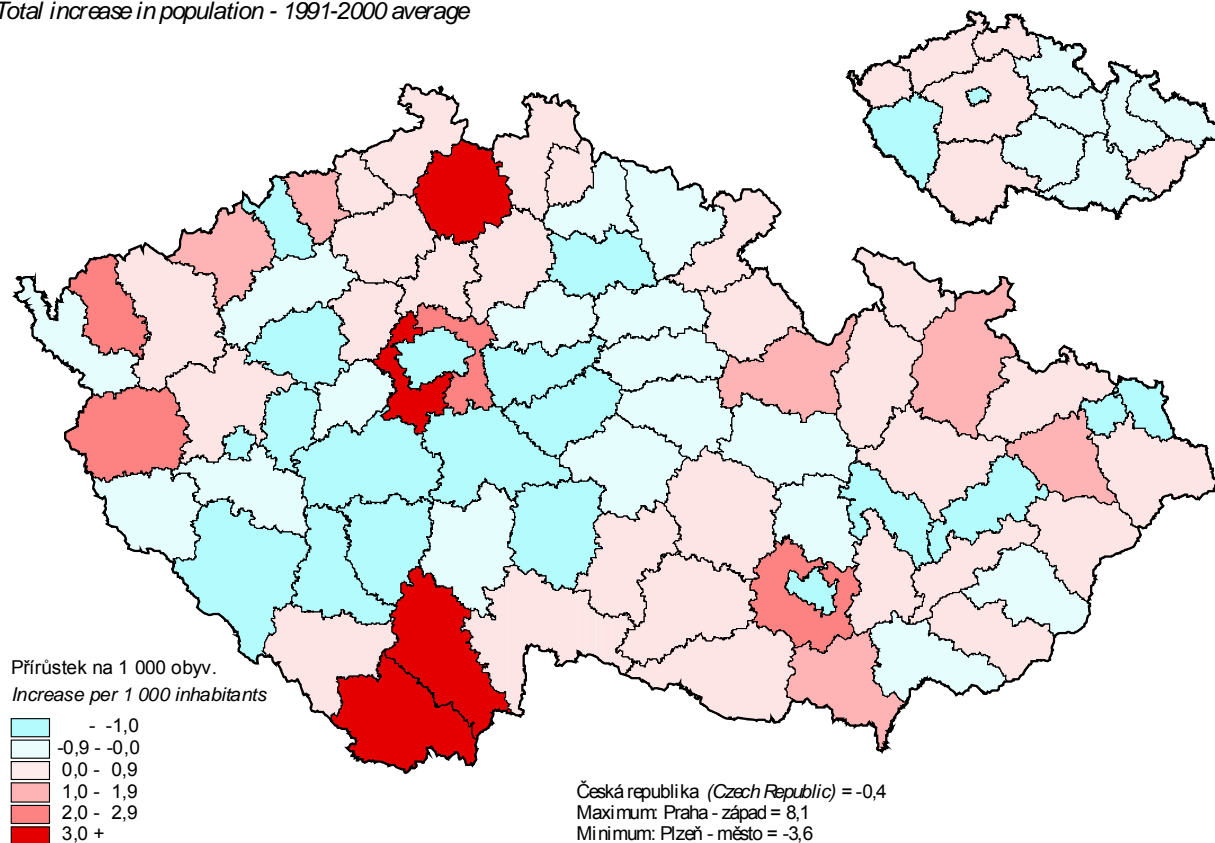 Total increase in population - 1991-2000 average
Přírůstek na 1 000 obyv.
Increase per 1 000 inhabitants
- -1,0
-0,9 - -0,0
0,0 - 0,9
1,0 - 1,9
2,0 - 2,9
3,0 +
Česká republika (Czech Republic) = -0,4
Maximum: Praha - západ = 8,1
Minimum: Plzeň - město = -3,6